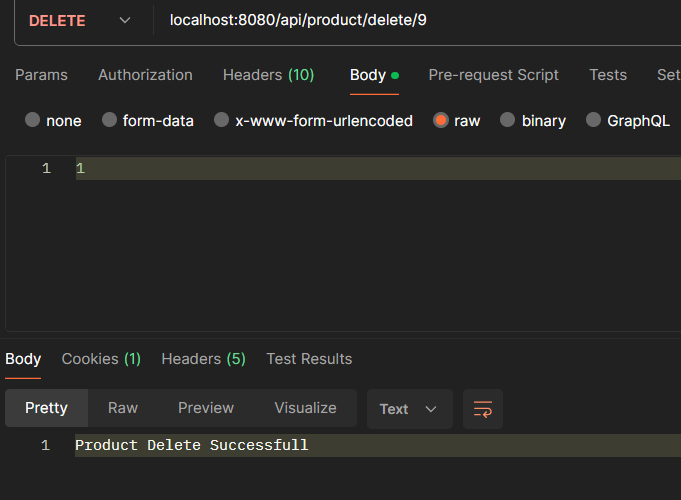 DELETE localhost:8080/api/product/delete/9
Params Authorization Headers (10) Body Pre-request Script Tests Set
none form-data x-www-form-urlencoded raw binary GraphQL
1 1
Body Cookies (1) Headers (5) Test Results
Pretty Raw Preview Visualize Text
1 Product Delete Successfull